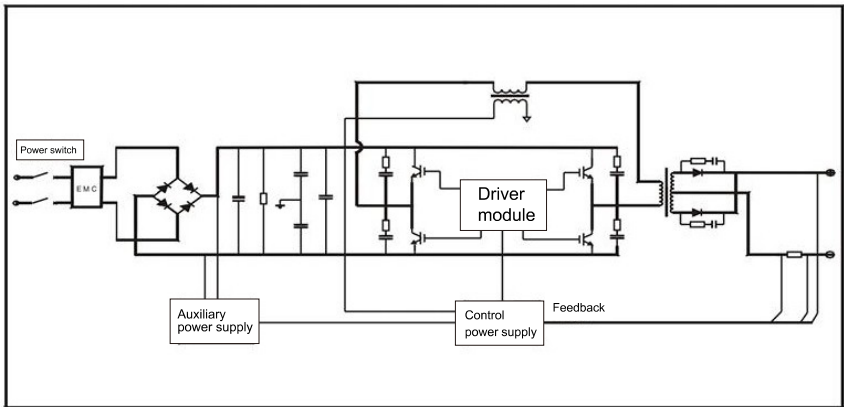 Power switch
EMC
Driver
module
Auxiliary
power supply
Control
power supply
Feedback